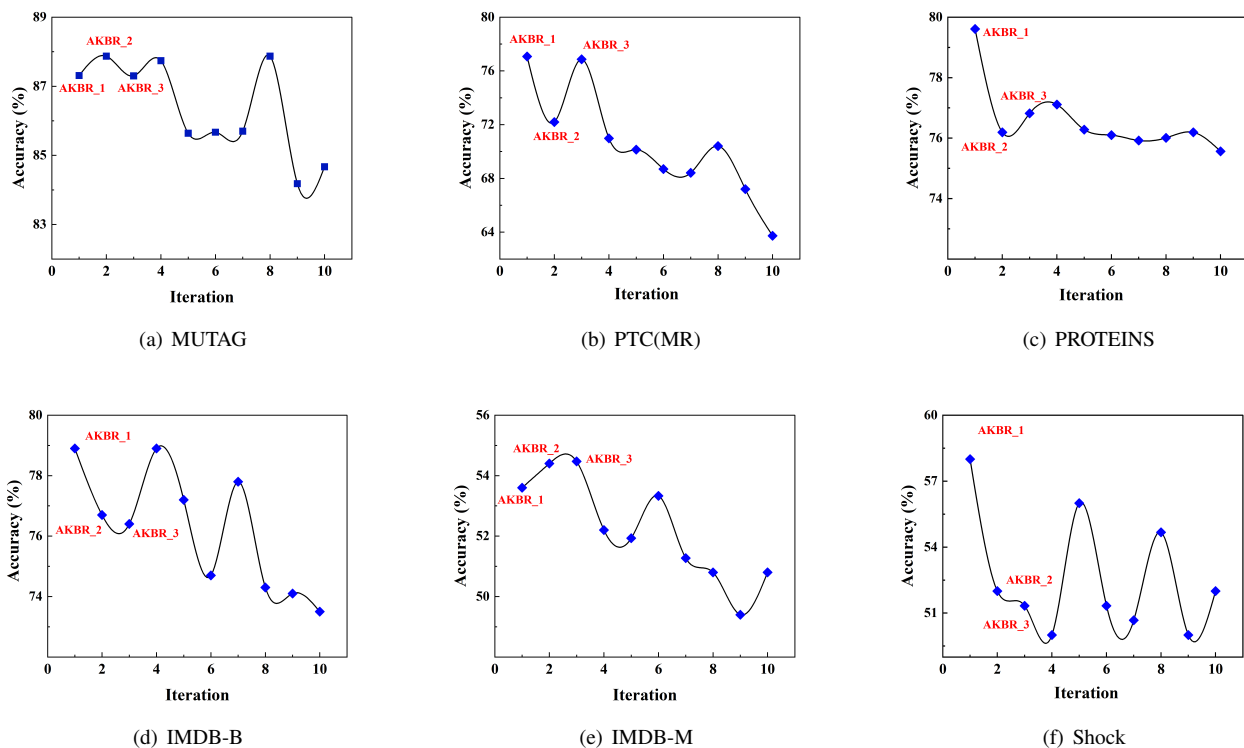 89
87
85
83
Accuracy (%)
AKBR_1
AKBR_2
AKBR_3
0 2 4 6 8 10
Iteration
(a) MUTAG
80
76
72
68
64
Accuracy (%)
AKBR_1
AKBR_2
AKBR_3
0 2 4 6 8 10
Iteration
(b) PTC(MR)
80
78
76
74
Accuracy (%)
AKBR_1
AKBR_2
AKBR_3
0 2 4 6 8 10
Iteration
(c) PROTEINS
80
78
76
74
Accuracy (%)
AKBR_1
AKBR_2
AKBR_3
0 2 4 6 8 10
Iteration
(d) IMDB-B
56
54
52
50
Accuracy (%)
AKBR_1
AKBR_2
AKBR_3
0 2 4 6 8 10
Iteration
(e) IMDB-M
60
57
54
51
Accuracy (%)
AKBR_1
AKBR_2
AKBR_3
0 2 4 6 8 10
Iteration
(f) Shock